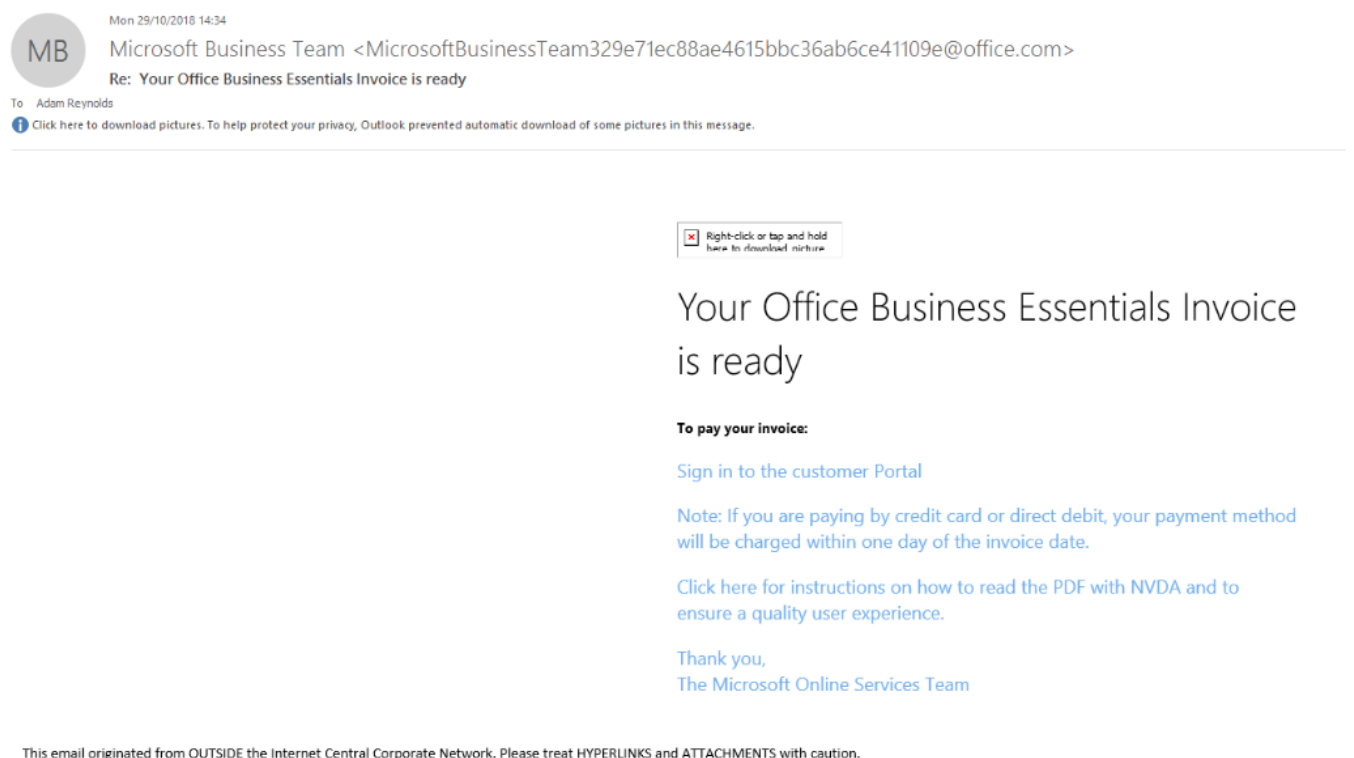 Mon 29/10/2018 14:34
MB
Microsoft Business Team <MicrosoftBusinessTeam329e71ec88ae4615bbc36ab6ce41109e@office.com>
Re: Your Office Business Essentials Invoice is ready
To Adam Reynolds
Click here to download pictures. To help protect your privacy, Outlook prevented automatic download of some pictures in this message.
Right-click or tap and hold
here to download picture
Your Office Business Essentials Invoice
is ready
To pay your invoice:
Sign in to the customer Portal
Note: If you are paying by credit card or direct debit, your payment method
will be charged within one day of the invoice date.
Click here for instructions on how to read the PDF with NVDA and to
ensure a quality user experience.
Thank you,
The Microsoft Online Services Team
This email originated from OUTSIDE the Internet Central Corporate Network. Please treat HYPERLINKS and ATTACHMENTS with caution.